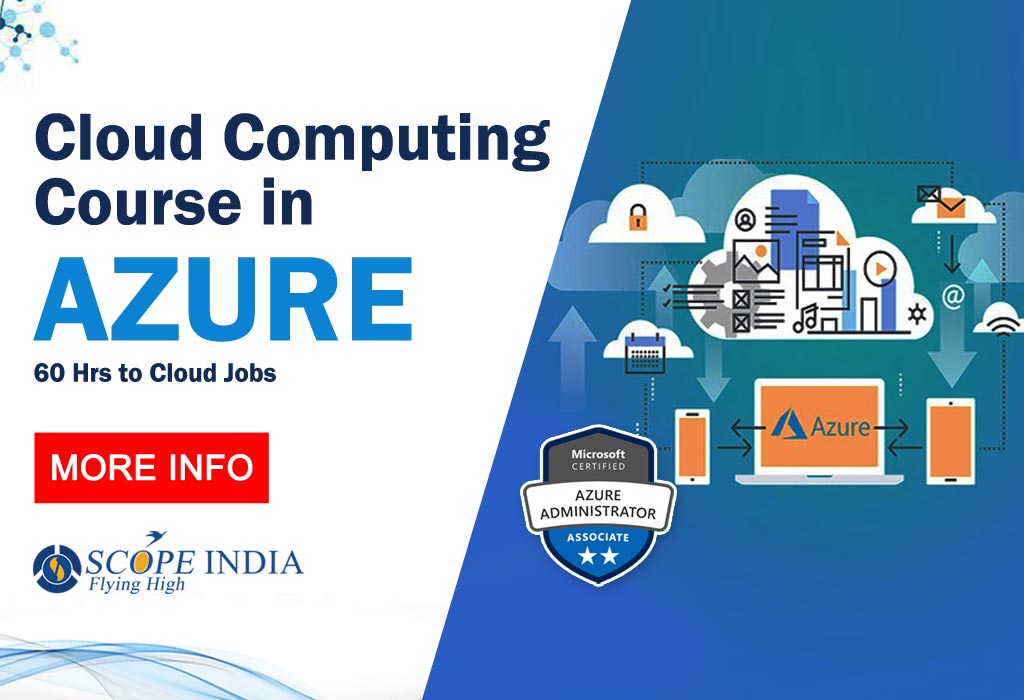 Cloud Computing
Course in
AZURE
60 Hrs to Cloud Jobs
MORE INFO
SCOPE INDIA
Flying High
@
Azure
Microsoft
CERTIFIED
AZURE
ADMINISTRATOR
ASSOCIATE